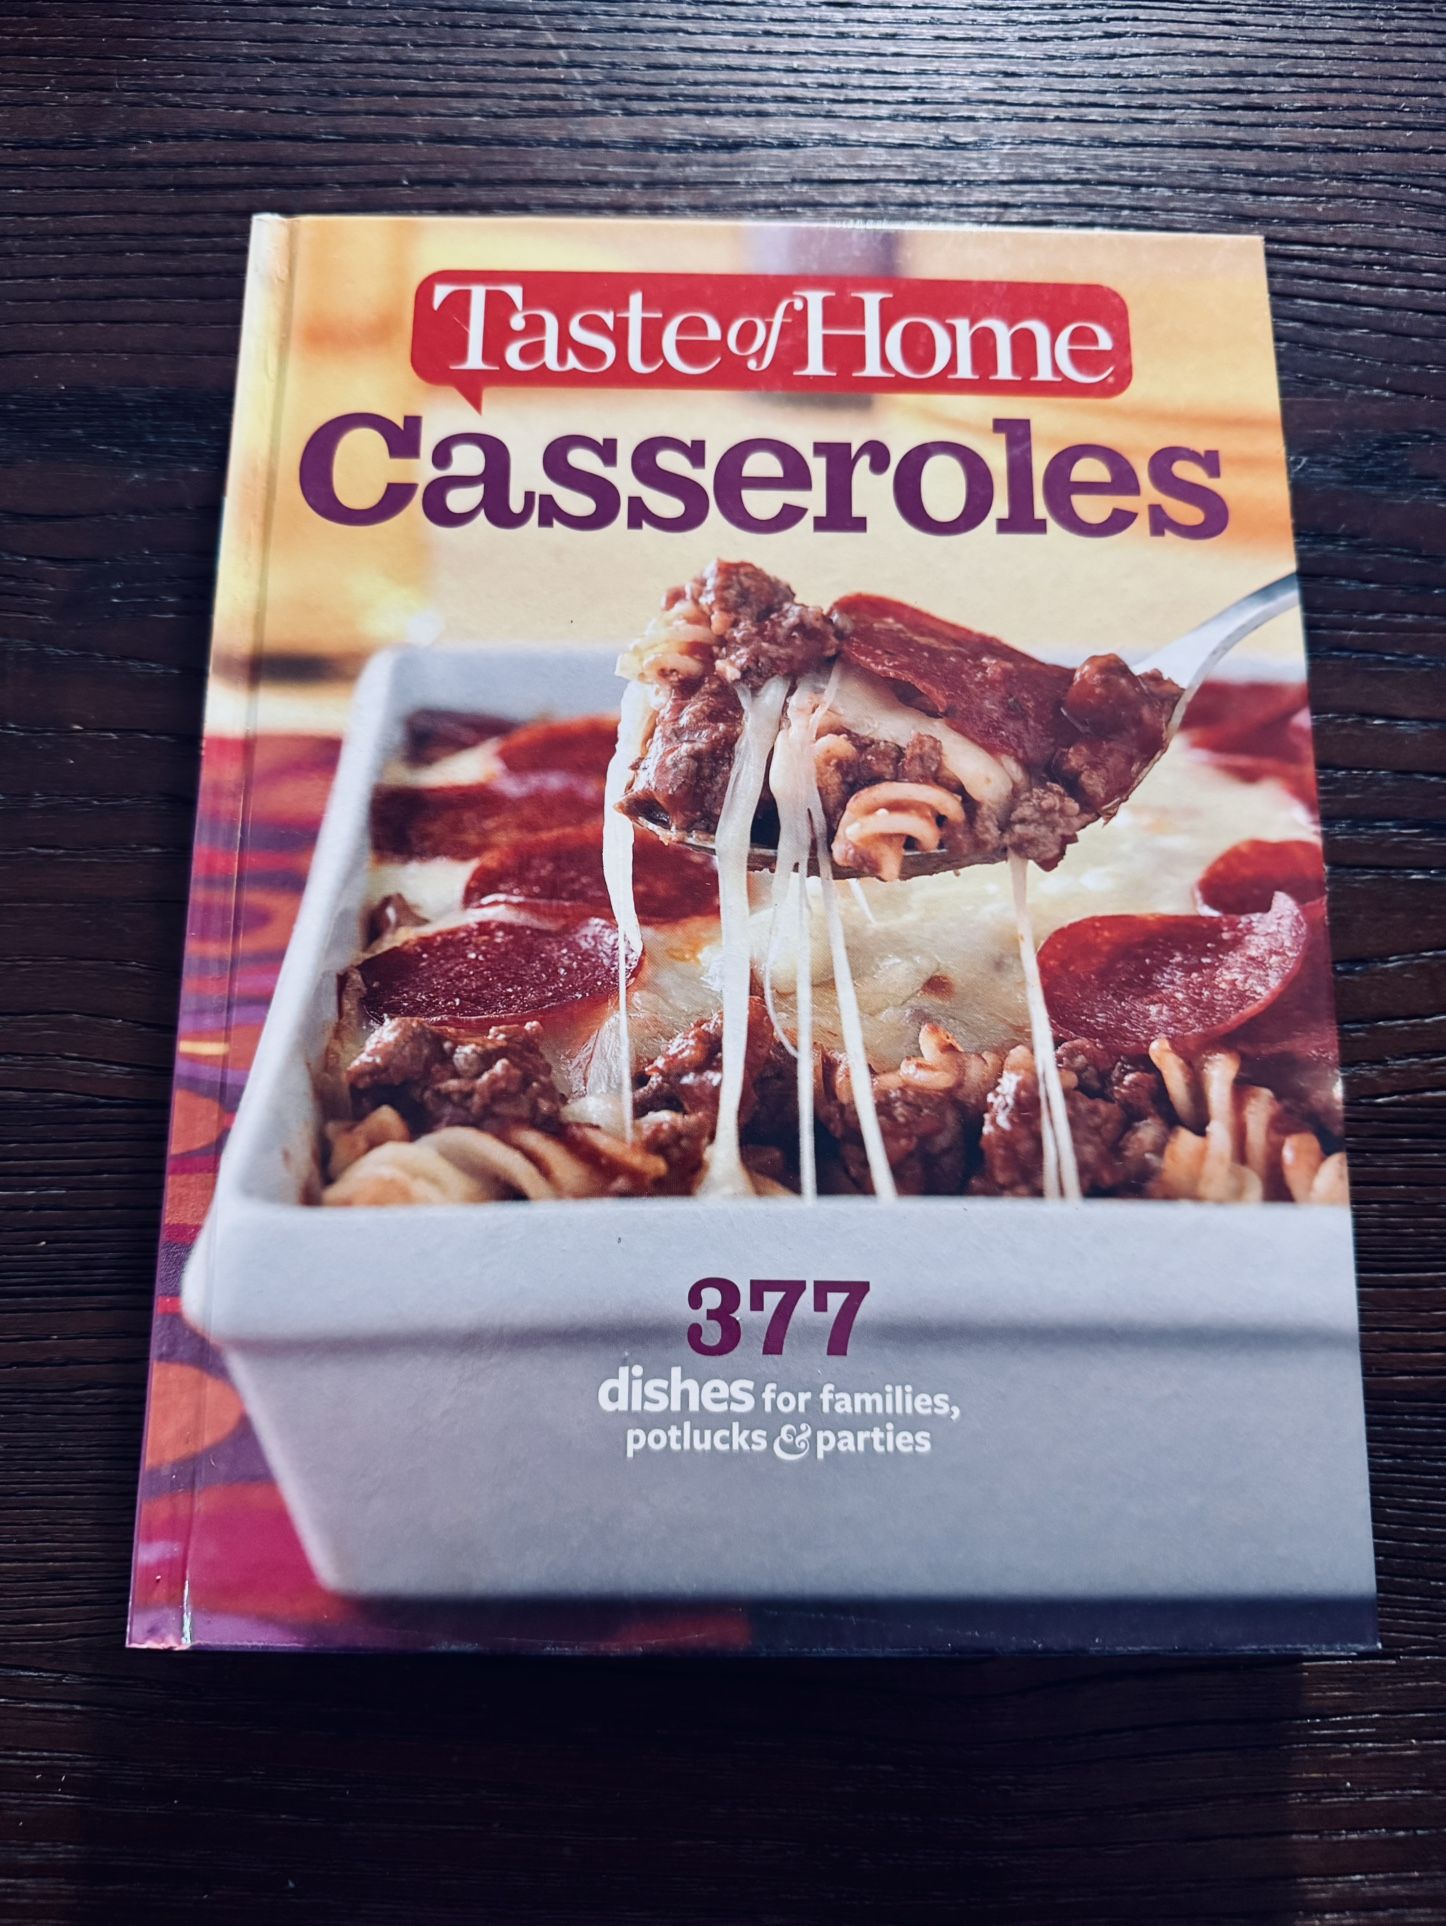 Taste of Home
Casseroles
377
dishes for families,
potlucks & parties